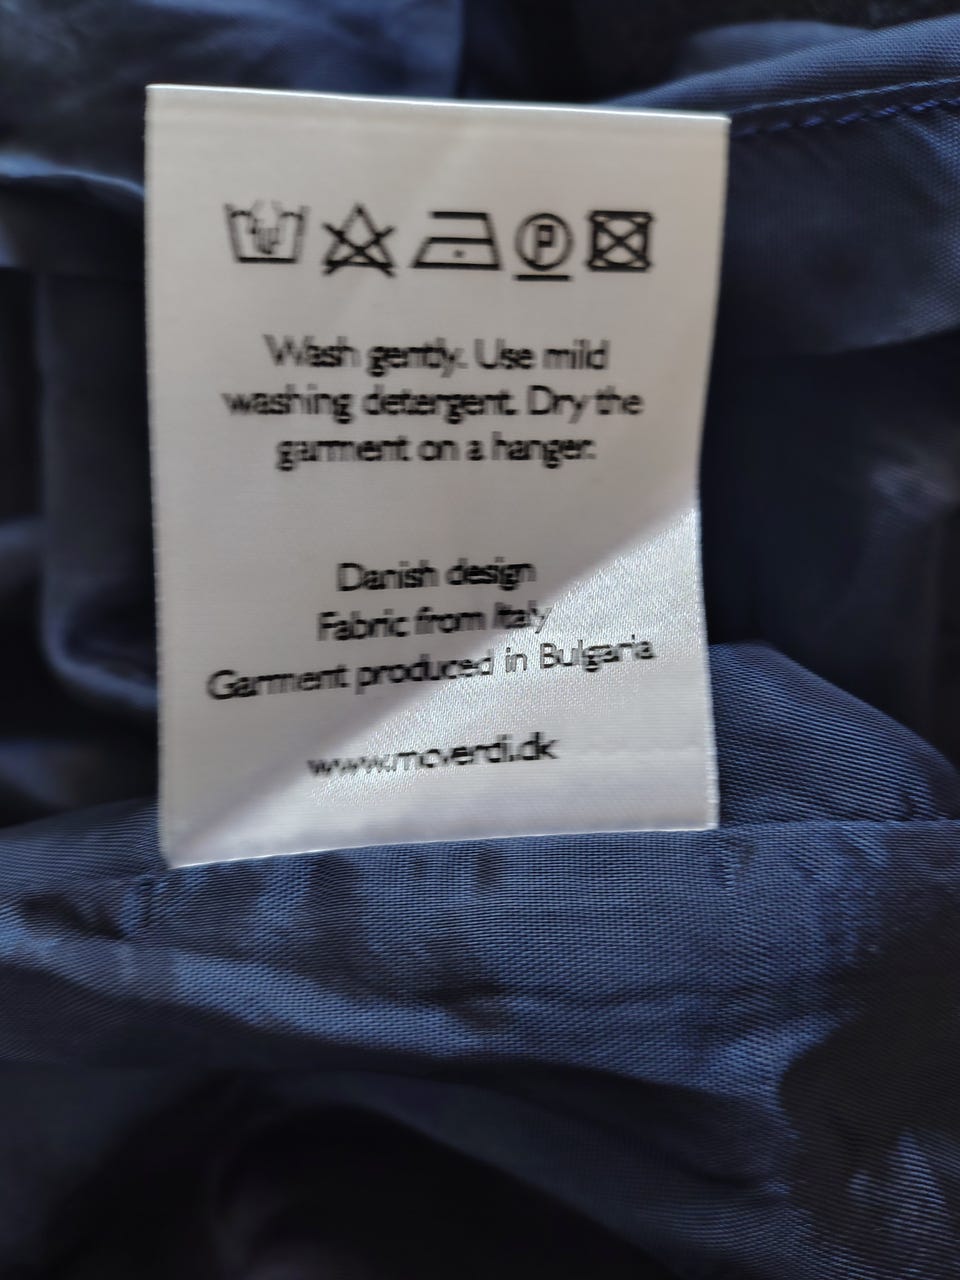 P
Wash gently. Use mild
washing detergent. Dry the
garment on a hanger.
Danish design
Fabric from Italy
Garment produced in Bulgaria
www.moverdi.dk